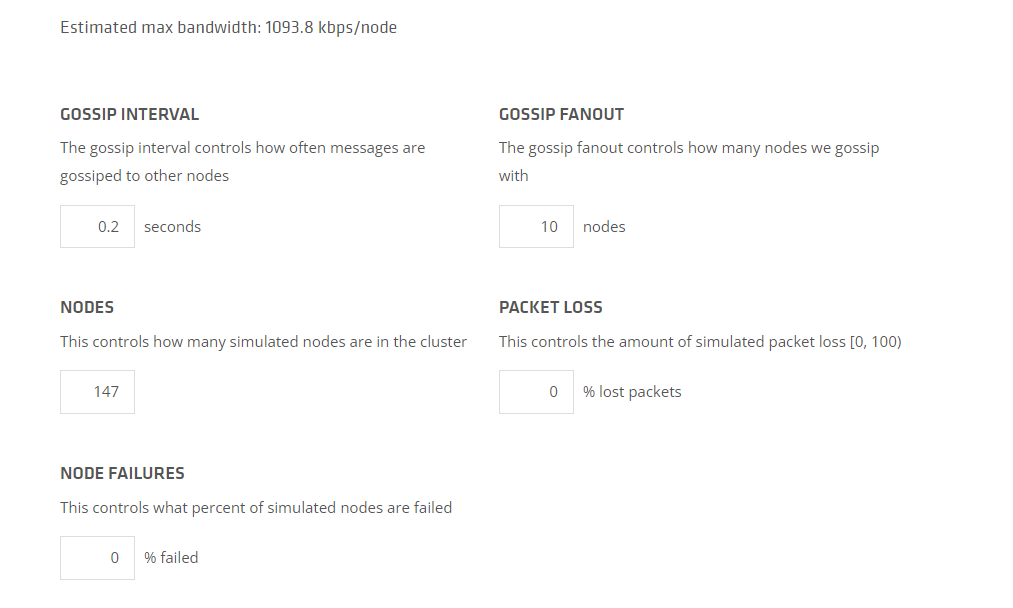 Estimated max bandwidth: 1093.8 kbps/node
GOSSIP INTERVAL
The gossip interval controls how often messages are
gossiped to other nodes
0.2 seconds
GOSSIP FANOUT
The gossip fanout controls how many nodes we gossip
with
10 nodes
NODES
This controls how many simulated nodes are in the cluster
147
PACKET LOSS
This controls the amount of simulated packet loss [0, 100)
0 % lost packets
NODE FAILURES
This controls what percent of simulated nodes are failed
0 % failed